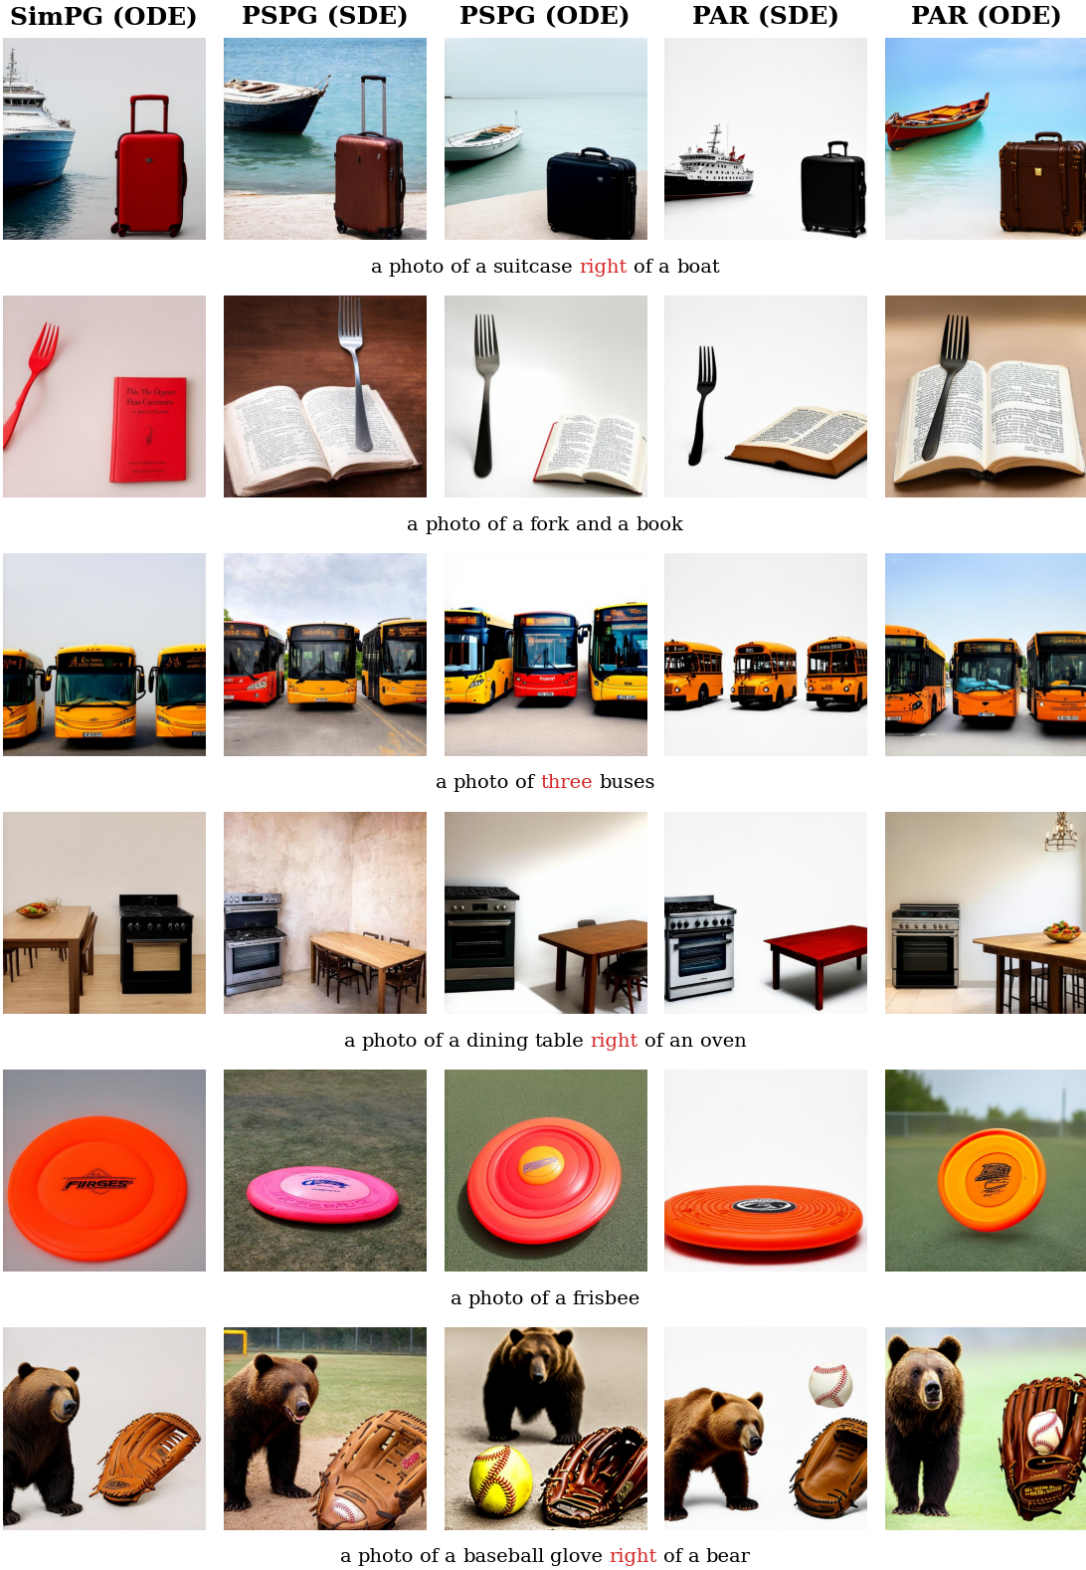 SimPG (ODE) PSPG (SDE) PSPG (ODE) PAR (SDE) PAR (ODE)
a photo of a suitcase right of a boat
a photo of a fork and a book
a photo of three buses
a photo of a dining table right of an oven
FIRGES
a photo of a frisbee
a photo of a baseball glove right of a bear